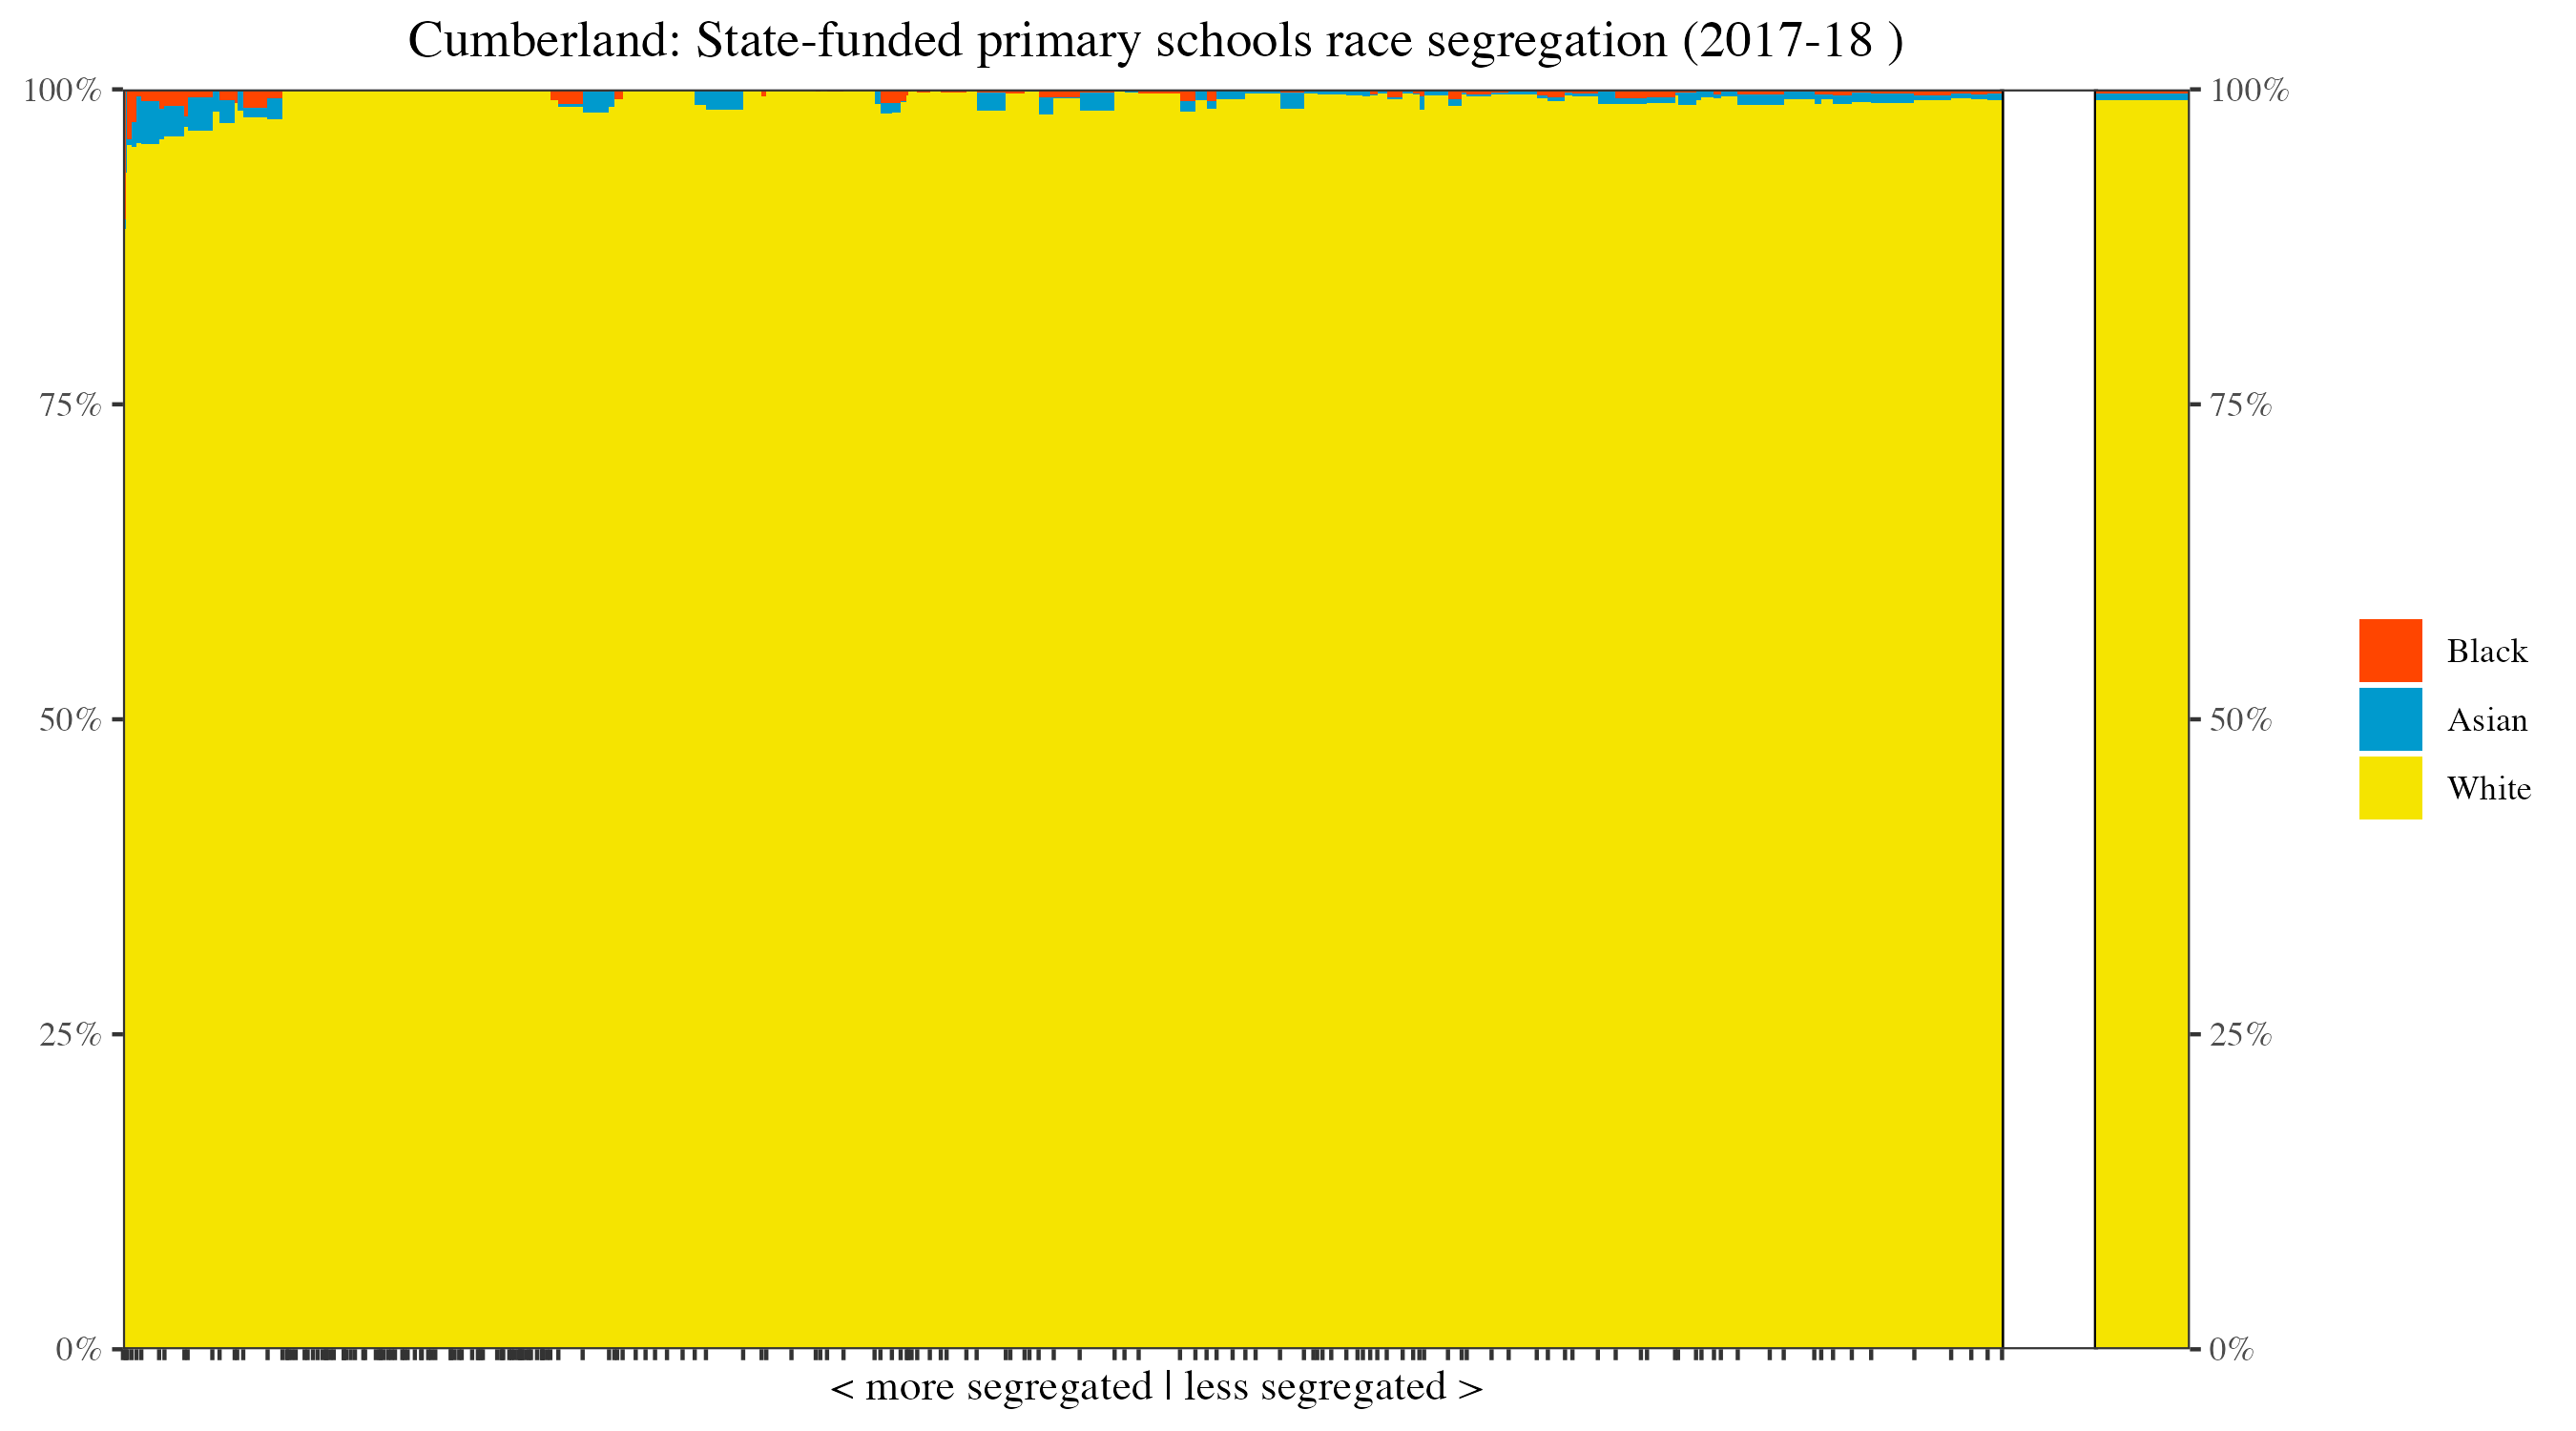 Cumberland: State-funded primary schools race segregation (2017-18 )
100%
75%
50%
25%
0%
100%
75%
50%
25%
0%
Black
Asian
White
< more segregated | less segregated >